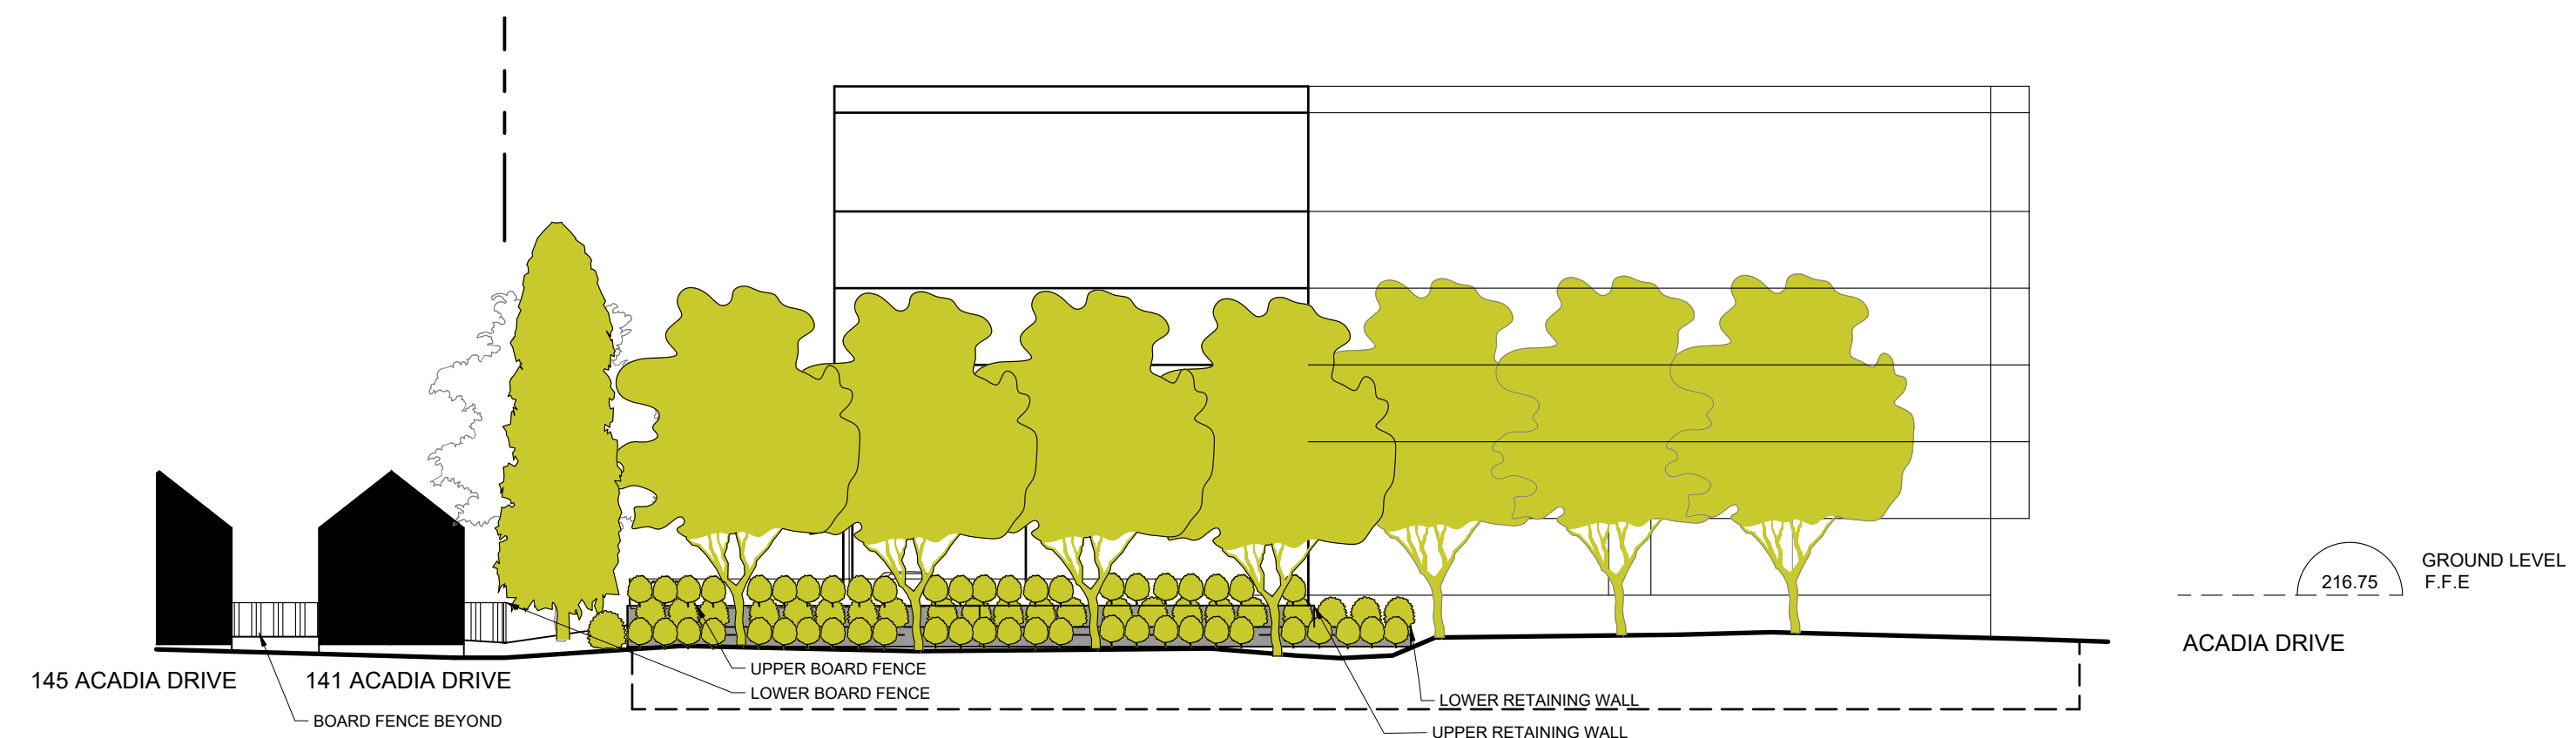 216.75
GROUND LEVEL
F.F.E
ACADIA DRIVE
145 ACADIA DRIVE
141 ACADIA DRIVE
UPPER BOARD FENCE
LOWER BOARD FENCE
BOARD FENCE BEYOND
LOWER RETAINING WALL
UPPER RETAINING WALL